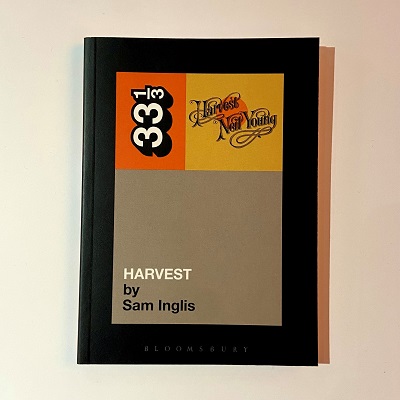 33 1/3
Harvest
Neil Young
HARVEST
by
Sam Inglis
BLOOMSBURY